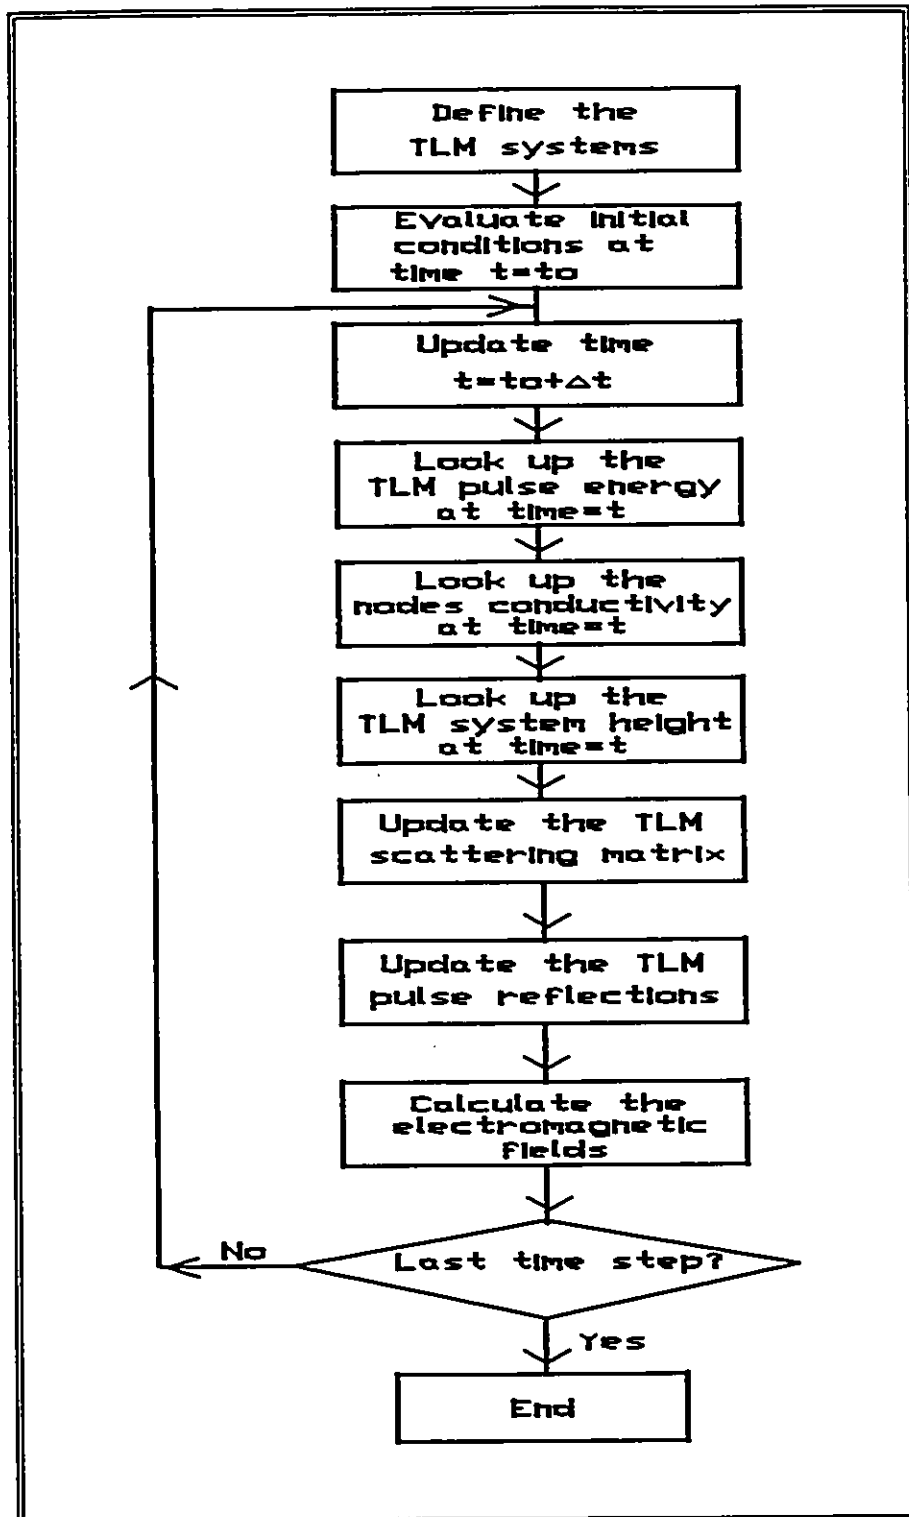 Define the
TLM systems
Evaluate initial
conditions at
time t=to
Update time
t=to+Δt
Look up the
TLM pulse energy
at time=t
Look up the
nodes conductivity
at time=t
Look up the
TLM system height
at time=t
Update the TLM
scattering matrix
Update the TLM
pulse reflections
Calculate the
electromagnetic
fields
No
Last time step?
Yes
End